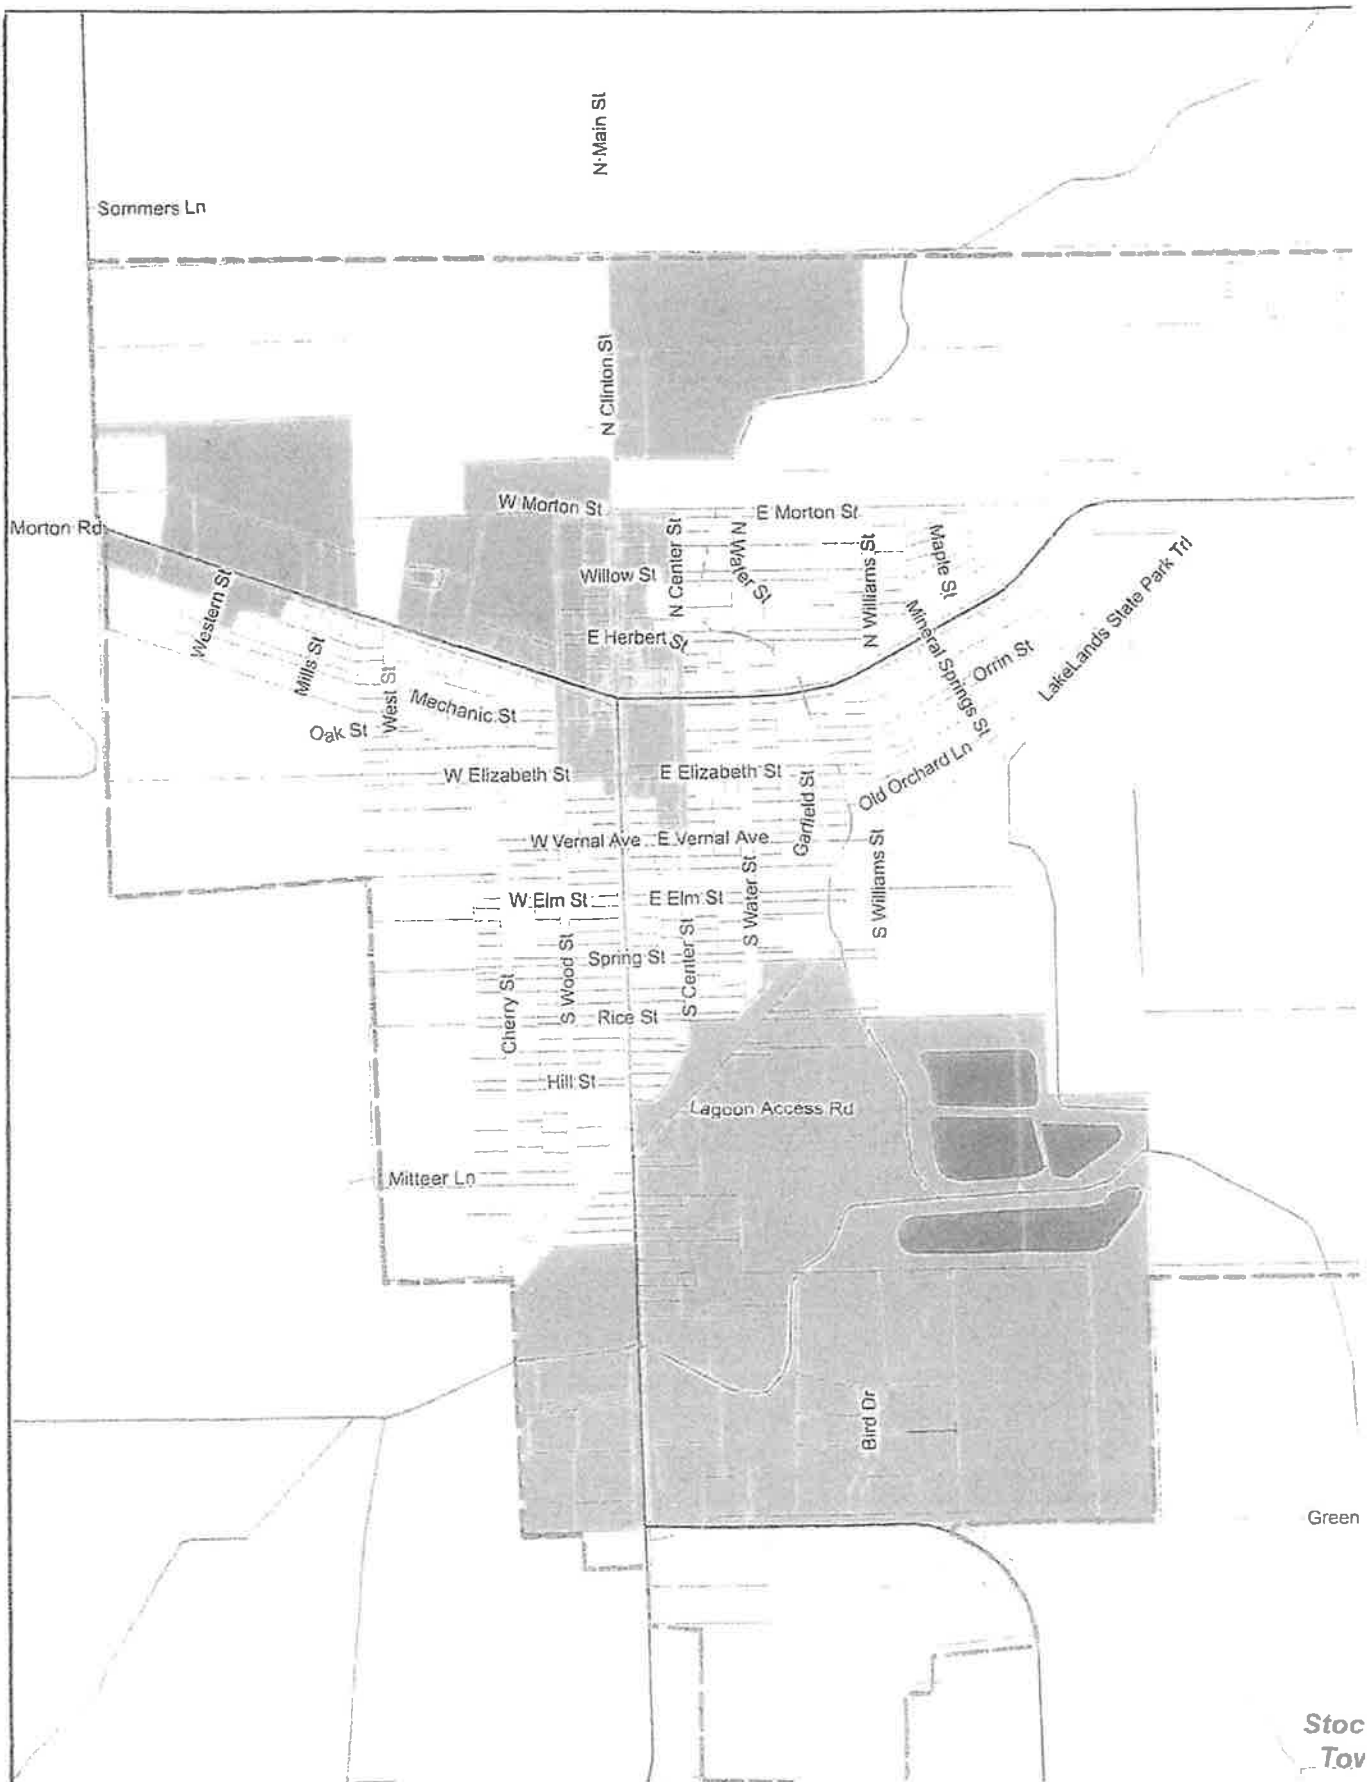 N Main St
Sommers Ln
N Clinton St
W Morton St
E Morton St
Morton Rd
N Center St
N Water St
Maple St
Willow St
N Williams St
Western St
E Herbert St
Mineral Springs St
LakeLands State Park Trl
Mills St
Orrin St
West St
Mechanic St
Oak St
W Elizabeth St
E Elizabeth St
Old Orchard Ln
Garfield St
W Vernal Ave
E Vernal Ave
S Williams St
W Elm St
E Elm St
S Water St
Spring St
S Wood St
S Center St
Cherry St
Rice St
Hill St
Lagoon Access Rd
Mitteer Ln
Bird Dr
Green
Stoc
Tow